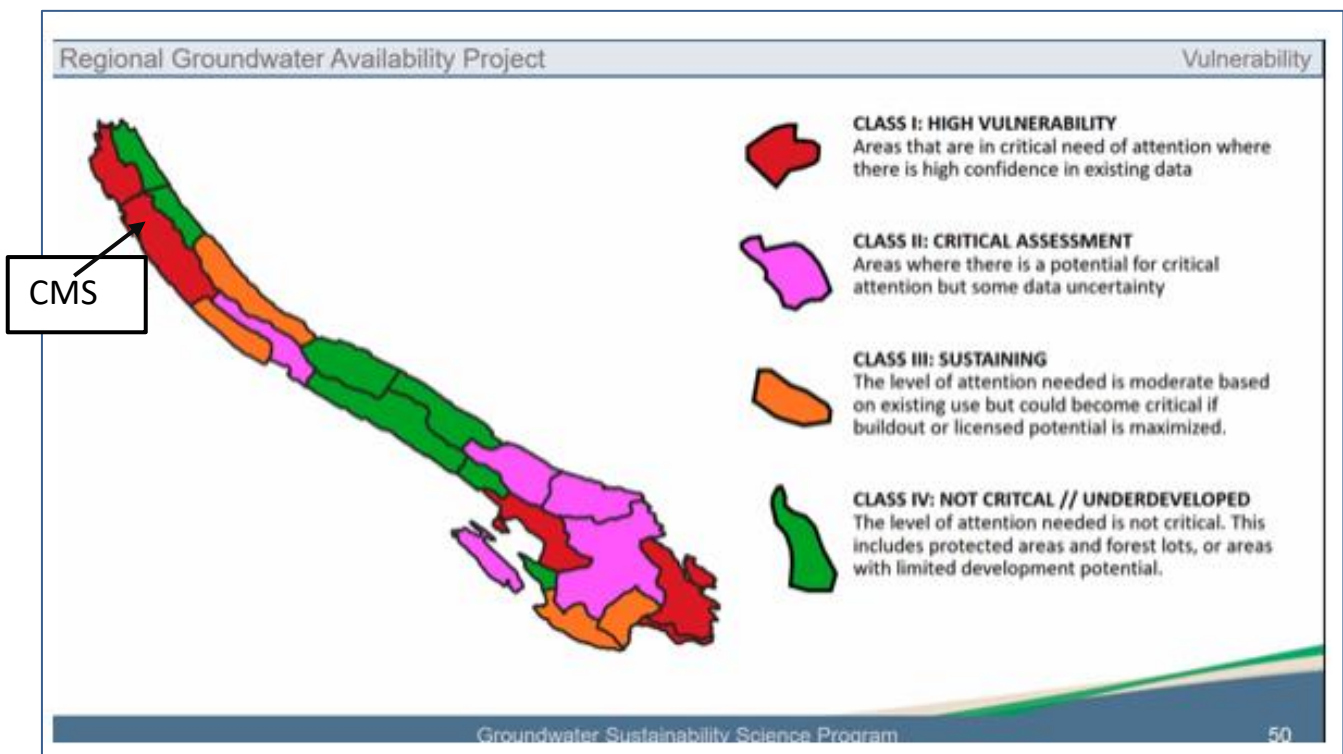 Regional Groundwater Availability Project
Vulnerability
CMS
CLASS I: HIGH VULNERABILITY
Areas that are in critical need of attention where
there is high confidence in existing data
CLASS II: CRITICAL ASSESSMENT
Areas where there is a potential for critical
attention but some data uncertainty
CLASS III: SUSTAINING
The level of attention needed is moderate based
on existing use but could become critical if
buildout or licensed potential is maximized.
CLASS IV: NOT CRITCAL // UNDERDEVELOPED
The level of attention needed is not critical. This
includes protected areas and forest lots, or areas
with limited development potential.
Groundwater Sustainability Science Program
50